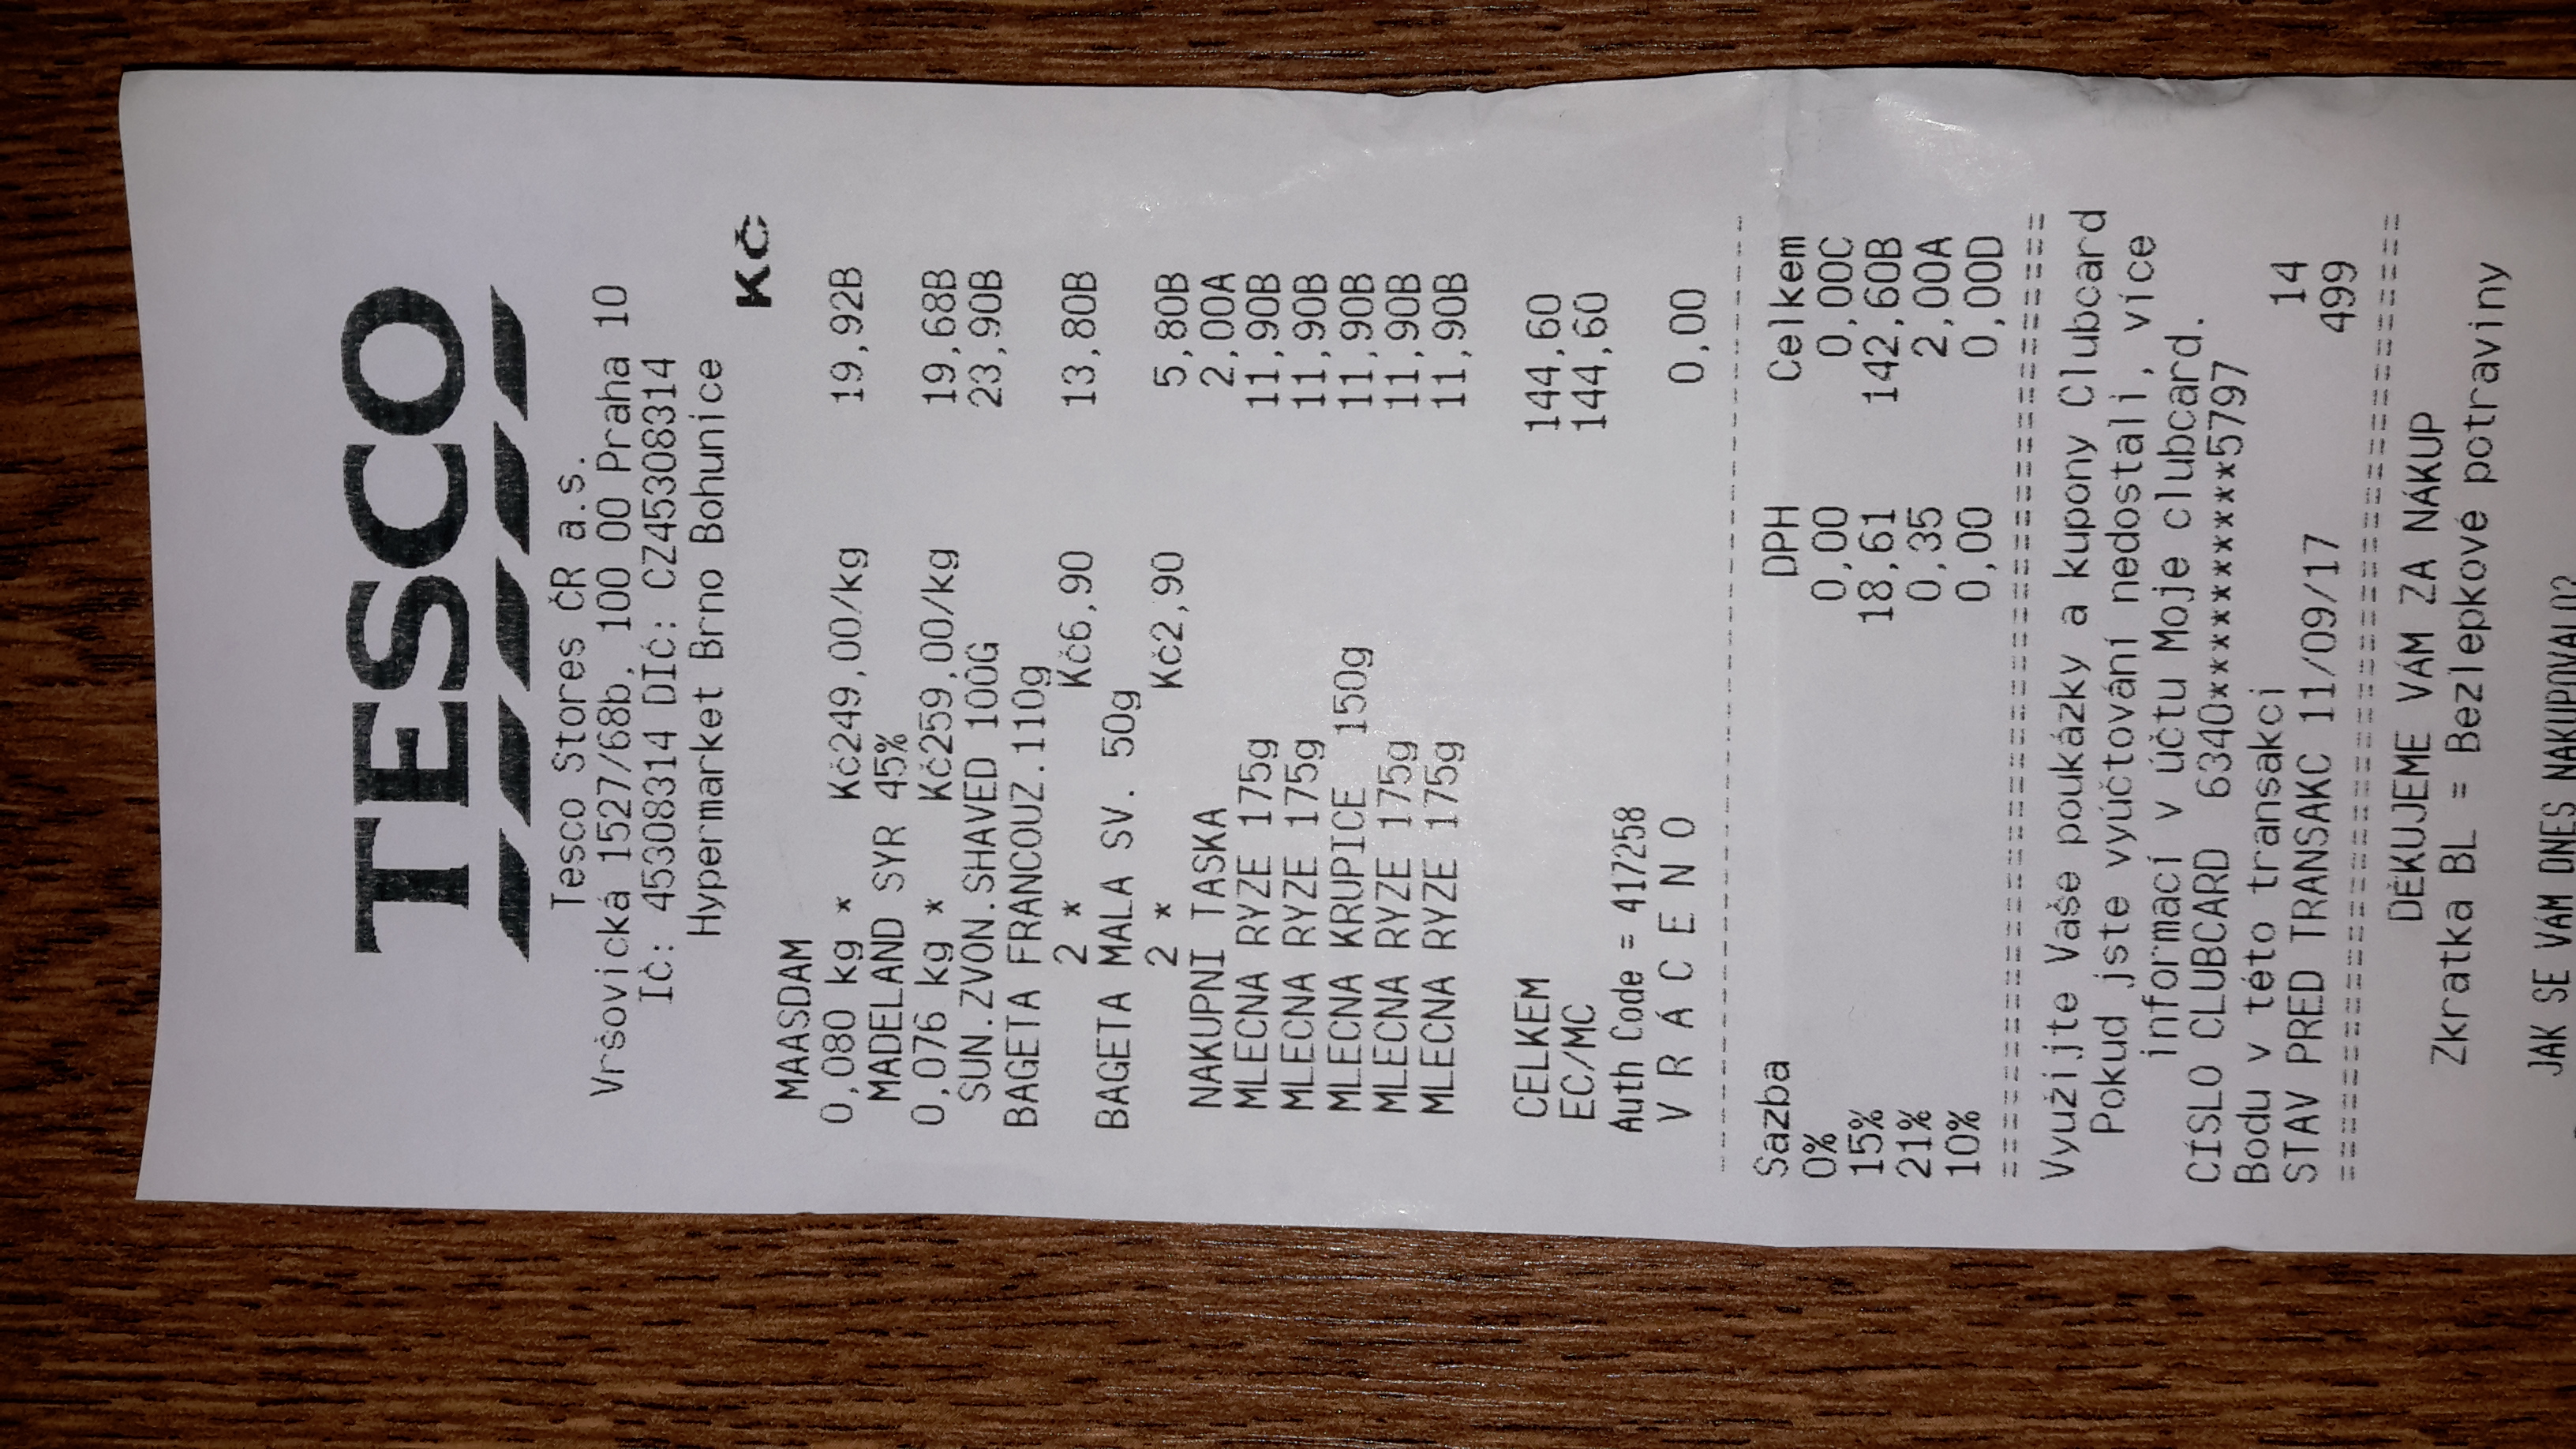 TESCO
Tesco Stores ČR a.s.
Vršovická 1527/68b, 100 00 Praha 10
IČ: 45308314 DIČ: CZ45308314
Hypermarket Brno Bohunice
Kč
MAASDAM
0,080 kg * Kč249,00/kg 19,92B
MADELAND SYR 45%
0,076 kg * Kč259,00/kg 19,68B
SUN.ZVON.SHAVED 100G 23,90B
BAGETA FRANCOUZ.110g
2 * Kč6,90 13,80B
BAGETA MALA SV. 50g
2 * Kč2,90 5,80B
NAKUPNI TASKA 2,00A
MLECNA RYZE 175g 11,90B
MLECNA RYZE 175g 11,90B
MLECNA KRUPICE 150g 11,90B
MLECNA RYZE 175g 11,90B
MLECNA RYZE 175g 11,90B
CELKEM 144,60
EC/MC 144,60
Auth Code = 417258
V R Á C E N O 0,00
Sazba DPH Celkem
0% 0,00 0,00C
15% 18,61 142,60B
21% 0,35 2,00A
10% 0,00 0,00D
Využijte Vaše poukázky a kupony Clubcard
Pokud jste vyúčtování nedostali, více
informací v účtu Moje clubcard.
CÍSLO CLUBCARD 6340**********5797
Bodu v této transakci 14
STAV PRED TRANSAKC 11/09/17 499
DĚKUJEME VÁM ZA NÁKUP
Zkratka BL = Bezlepkové potraviny
JAK SE VÁM DNES NAKUPOVALO?